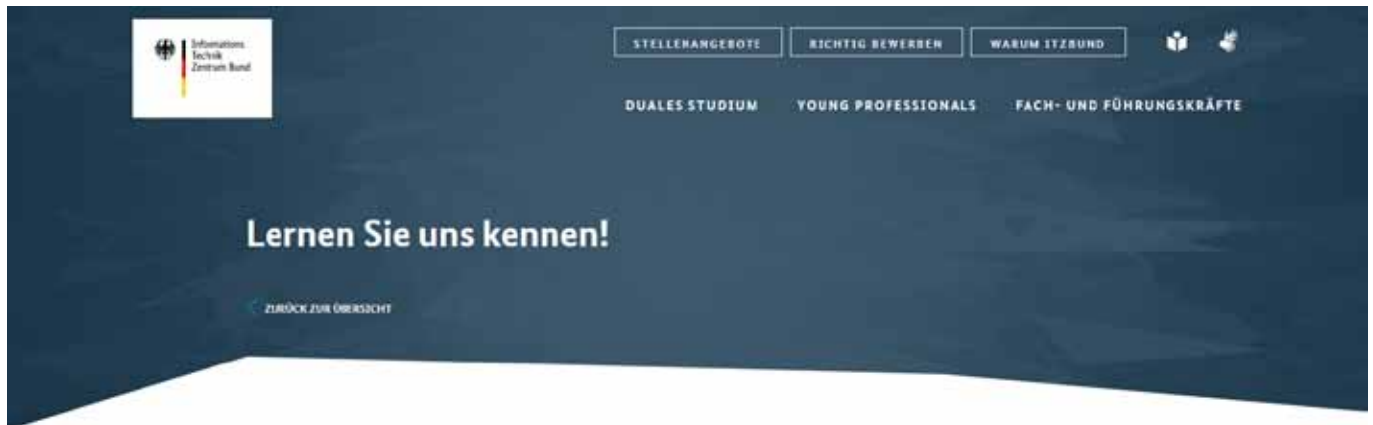 Informations
Technik
Zentrum Bund
STELLENANGEBOTE
RICHTIG BEWERBEN
WARUM ITZBUND
DUALES STUDIUM
YOUNG PROFESSIONALS
FACH- UND FÜHRUNGSKRÄFTE
Lernen Sie uns kennen!
ZURÜCK ZUR ÜBERSICHT